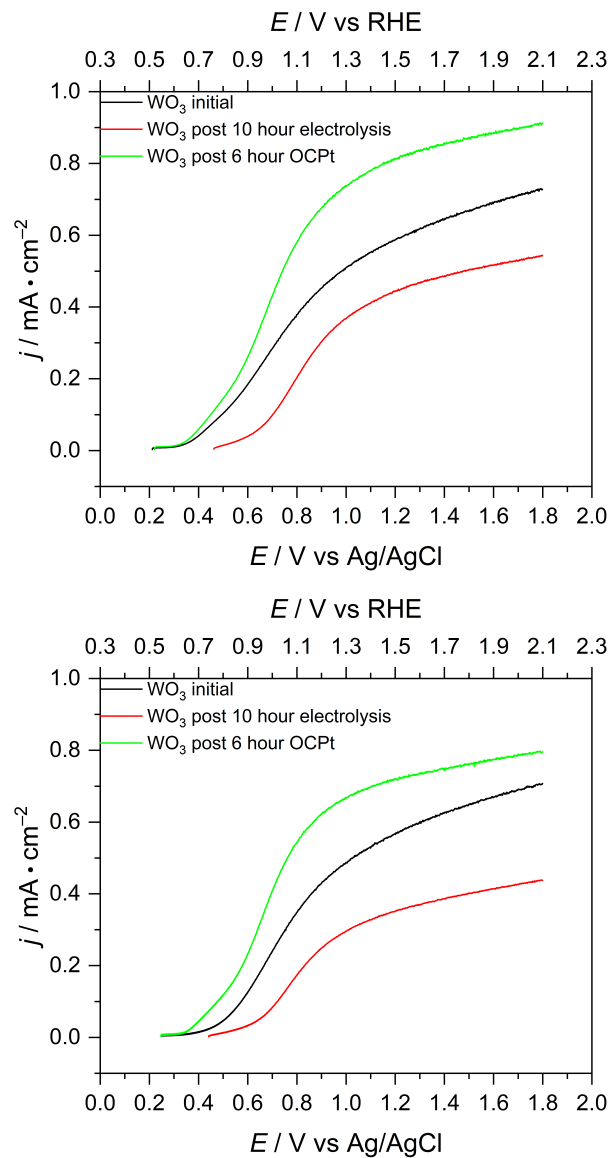 E / V vs RHE
0.3 0.5 0.7 0.9 1.1 1.3 1.5 1.7 1.9 2.1 2.3
1.0
WO₃ initial
WO₃ post 10 hour electrolysis
WO₃ post 6 hour OCPt
0.8
0.6
j / mA • cm⁻²
0.4
0.2
0.0
0.0 0.2 0.4 0.6 0.8 1.0 1.2 1.4 1.6 1.8 2.0
E / V vs Ag/AgCl
E / V vs RHE
0.3 0.5 0.7 0.9 1.1 1.3 1.5 1.7 1.9 2.1 2.3
1.0
WO₃ initial
WO₃ post 10 hour electrolysis
WO₃ post 6 hour OCPt
0.8
0.6
j / mA • cm⁻²
0.4
0.2
0.0
0.0 0.2 0.4 0.6 0.8 1.0 1.2 1.4 1.6 1.8 2.0
E / V vs Ag/AgCl